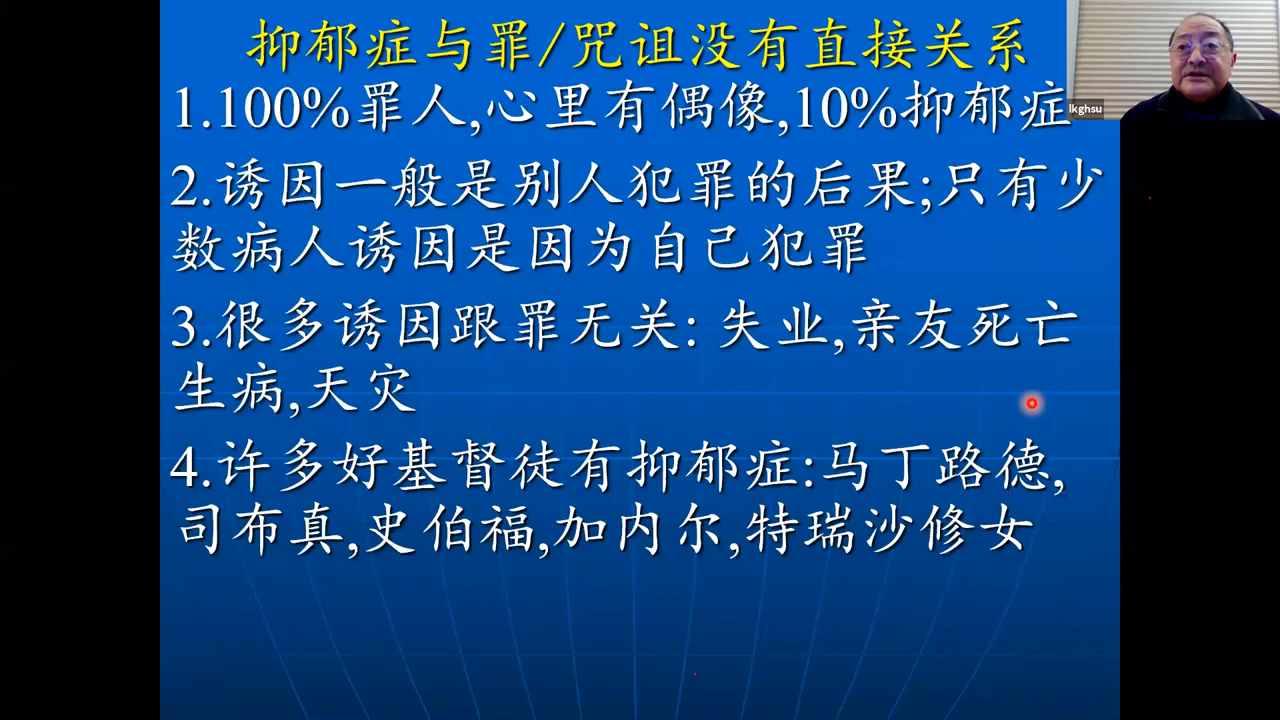 抑郁症与罪/咒诅没有直接关系
1.100%罪人,心里有偶像,10%抑郁症
lkghsu
2.诱因一般是别人犯罪的后果;只有少
数病人诱因是因为自己犯罪
3.很多诱因跟罪无关: 失业,亲友死亡
生病,天灾
4.许多好基督徒有抑郁症:马丁路德,
司布真,史伯福,加内尔,特瑞沙修女